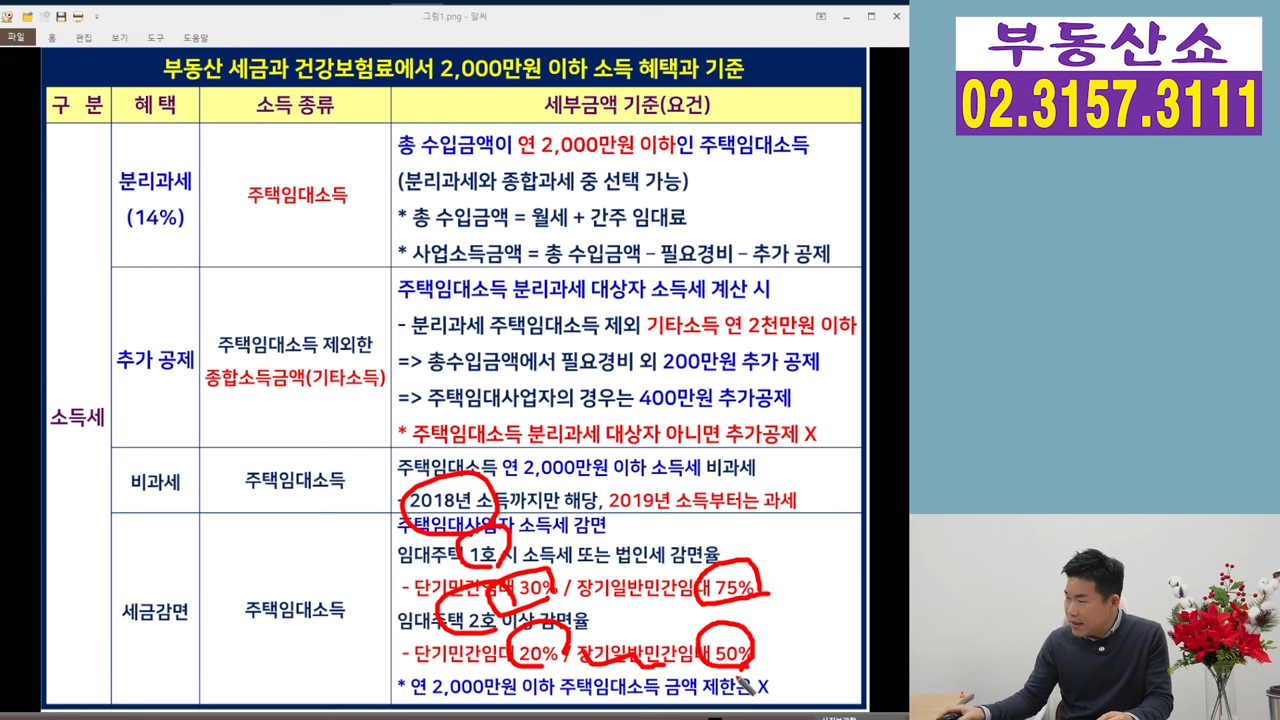 그림1.png - 알씨
파일 홈 편집 보기 도구 도움말
부동산쇼
02.3157.3111
부동산 세금과 건강보험료에서 2,000만원 이하 소득 혜택과 기준
구 분 혜 택 소득 종류 세부금액 기준(요건)
소득세
분리과세
(14%)
주택임대소득
총 수입금액이 연 2,000만원 이하인 주택임대소득
(분리과세와 종합과세 중 선택 가능)
* 총 수입금액 = 월세 + 간주 임대료
* 사업소득금액 = 총 수입금액 – 필요경비 – 추가 공제
추가 공제
주택임대소득 제외한
종합소득금액(기타소득)
주택임대소득 분리과세 대상자 소득세 계산 시
- 분리과세 주택임대소득 제외 기타소득 연 2천만원 이하
=> 총수입금액에서 필요경비 외 200만원 추가 공제
=> 주택임대사업자의 경우는 400만원 추가공제
* 주택임대소득 분리과세 대상자 아니면 추가공제 X
비과세
주택임대소득
주택임대소득 연 2,000만원 이하 소득세 비과세
- 2018년 소득까지만 해당, 2019년 소득부터는 과세
세금감면
주택임대소득
주택임대사업자 소득세 감면
임대주택 1호 시 소득세 또는 법인세 감면율
- 단기민간임대 30% / 장기일반민간임대 75%
임대주택 2호 이상 감면율
- 단기민간임대 20% / 장기일반민간임대 50%
* 연 2,000만원 이하 주택임대소득 금액 제한은 X